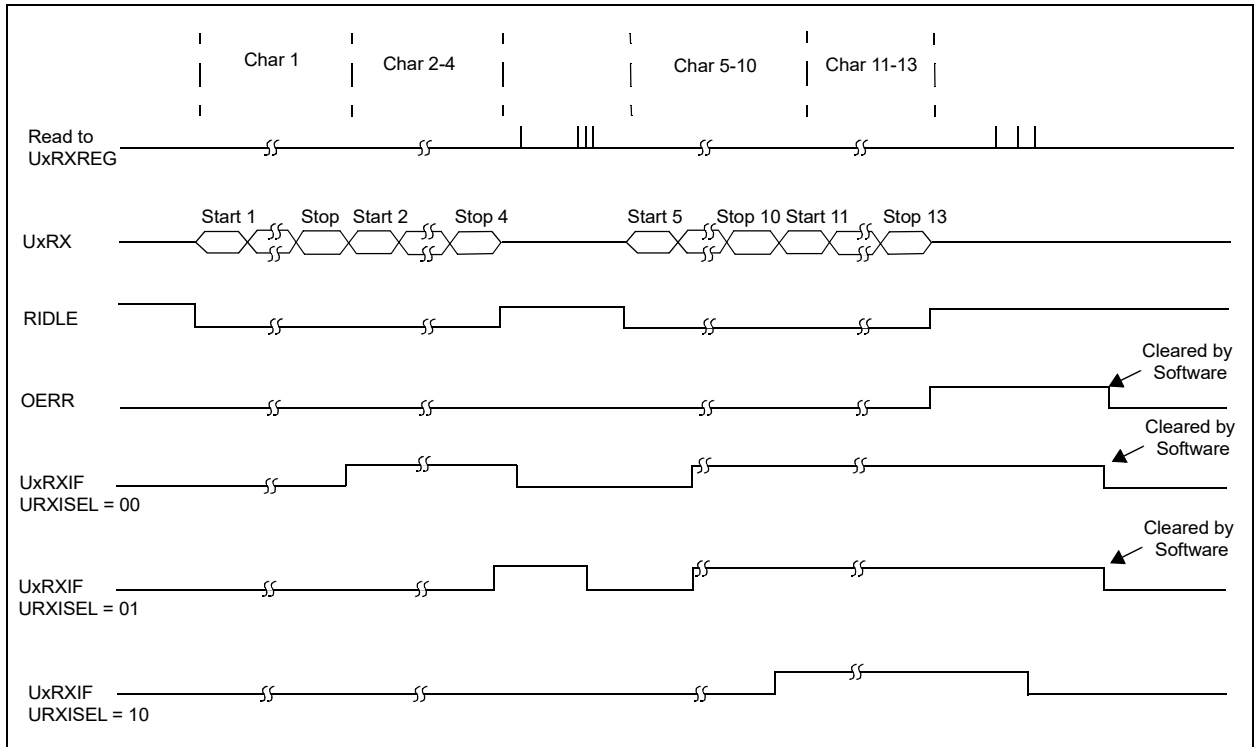 Char 1
Char 2-4
Char 5-10
Char 11-13
Read to
UxRXREG
Start 1
Stop
Start 2
Stop 4
Start 5
Stop 10
Start 11
Stop 13
UxRX
RIDLE
Cleared by
Software
OERR
Cleared by
Software
UxRXIF
URXISEL = 00
Cleared by
Software
UxRXIF
URXISEL = 01
UxRXIF
URXISEL = 10